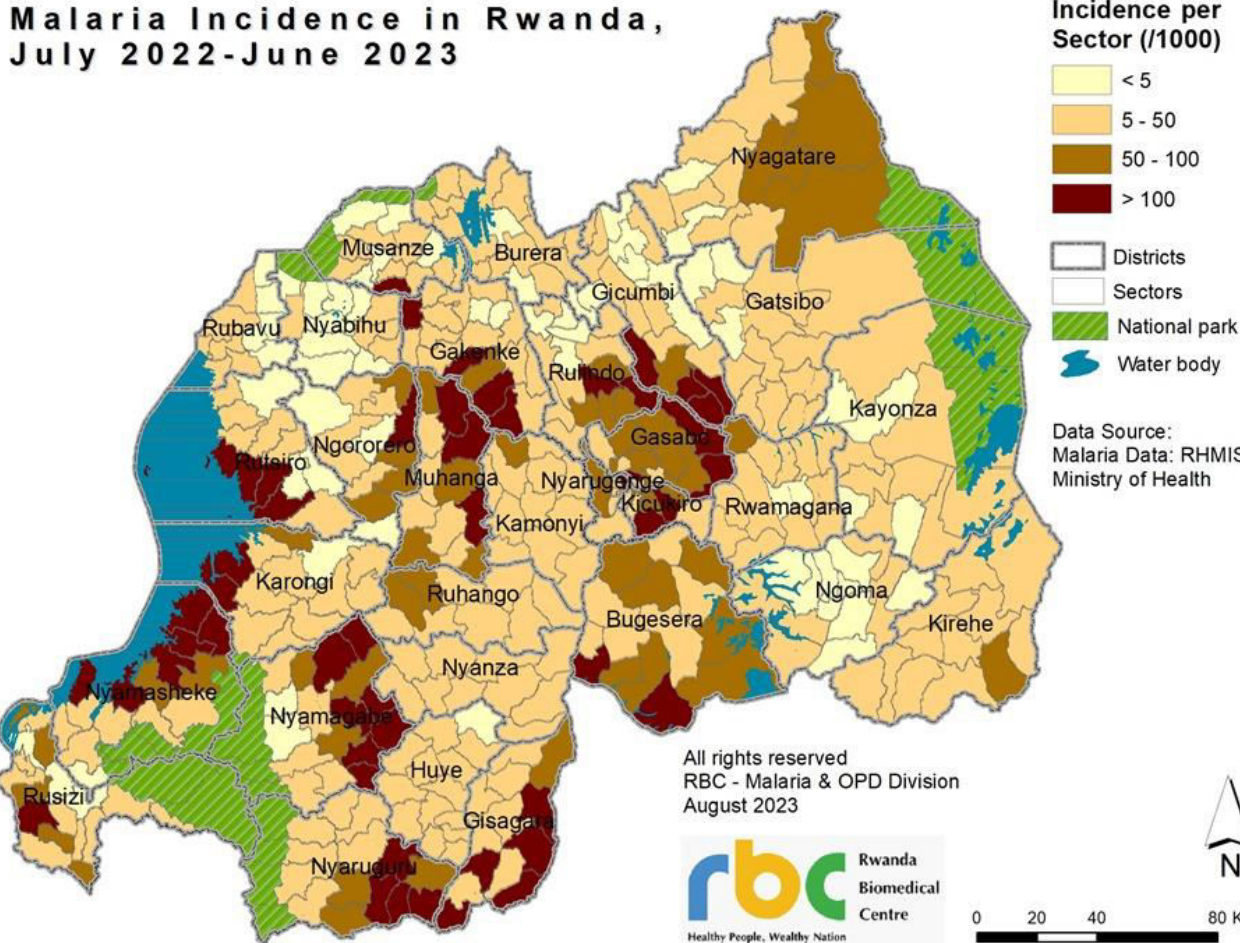 Malaria Incidence in Rwanda,
July 2022-June 2023
Incidence per
Sector (/1000)
< 5
5 - 50
50 - 100
> 100
Districts
Sectors
National park
Water body
Data Source:
Malaria Data: RHMIS
Ministry of Health
Nyagatare
Musanze
Burera
Gicumbi
Gatsibo
Rubavu
Nyabihu
Gakenke
Rulindo
Kayonza
Ngororero
Gasabo
Rutsiro
Muhanga
Nyarugenge
Kicukiro
Rwamagana
Kamonyi
Karongi
Ruhango
Ngoma
Bugesera
Kirehe
Nyanza
Nyamasheke
Nyamagabe
Huye
Rusizi
Gisagara
Nyaruguru
All rights reserved
RBC - Malaria & OPD Division
August 2023
rbc
Rwanda
Biomedical
Centre
Healthy People, Wealthy Nation
N
0 20 40 80 K